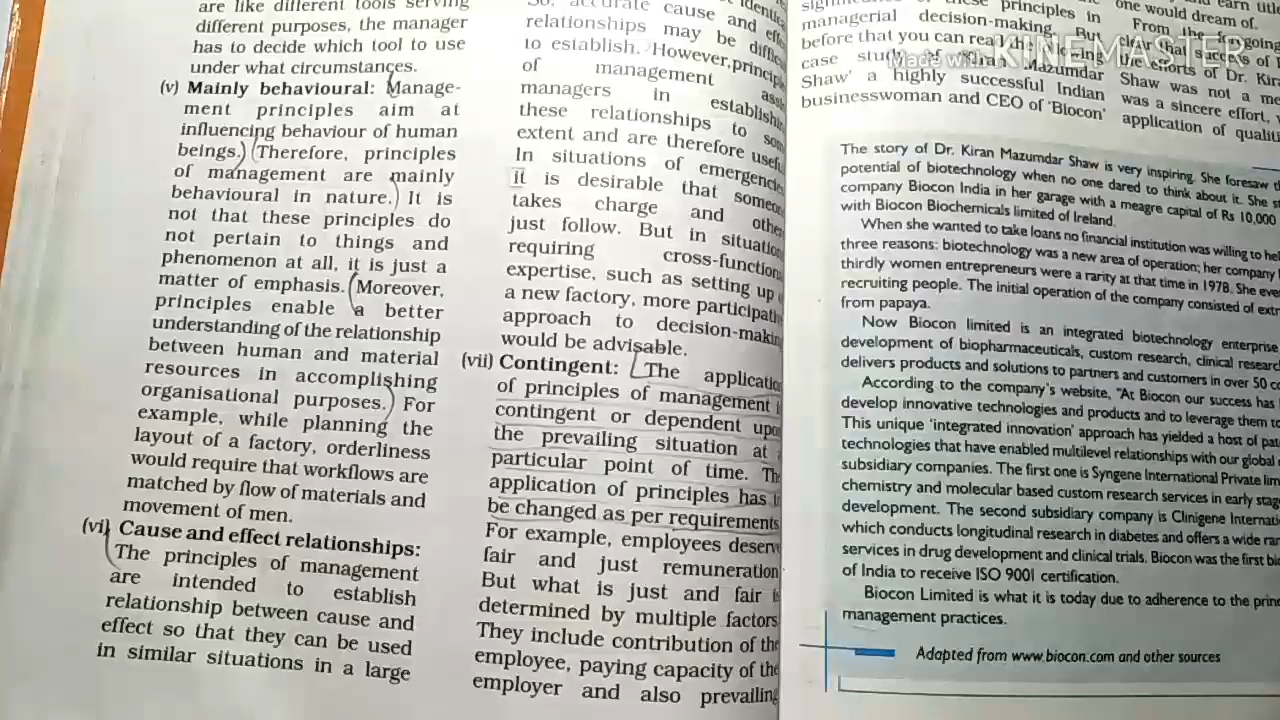 are like different tools serving
different purposes, the manager
has to decide which tool to use
under what circumstances.
(v) Mainly behavioural: Manage-
ment principles aim at
influencing behaviour of human
beings. Therefore, principles
of management are mainly
behavioural in nature. It is
not that these principles do
not pertain to things and
phenomenon at all, it is just a
matter of emphasis. Moreover,
principles enable a better
understanding of the relationship
between human and material
resources in accomplishing
organisational purposes. For
example, while planning the
layout of a factory, orderliness
would require that workflows are
matched by flow of materials and
movement of men.
(vi) Cause and effect relationships:
The principles of management
are intended to establish
relationship between cause and
effect so that they can be used
in similar situations in a large
So, accurate cause and
relationships may be
to establish. However,
of management
managers in
these relationships to
extent and are therefore
In situations of
it is desirable that
takes charge and
just follow. But in
requiring
expertise, such as setting up
a new factory, more
approach to
would be advisable.
(vii) Contingent: The
of principles of management
contingent or dependent
the prevailing situation at
particular point of time.
application of principles has
be changed as per requirements
For example, employees
fair and just remuneration
But what is just and fair
determined by multiple factors
They include contribution of the
employee, paying capacity of the
employer and also prevailing
principles in
managerial decision-making. But
before that you can read the
case study of Kiran Mazumdar
Shaw' a highly successful Indian
businesswoman and CEO of 'Biocon'
one would dream of.
From the
clear that success of
the efforts of Dr.
Shaw was not a
was a sincere effort,
application of
Made with KINEMASTER
The story of Dr. Kiran Mazumdar Shaw is very inspiring. She foresaw
potential of biotechnology when no one dared to think about it. She
company Biocon India in her garage with a meagre capital of Rs 10,000
with Biocon Biochemicals limited of Ireland.
When she wanted to take loans no financial institution was willing to
three reasons: biotechnology was a new area of operation; her company
thirdly women entrepreneurs were a rarity at that time in 1978. She
recruiting people. The initial operation of the company consisted of
from papaya.
Now Biocon limited is an integrated biotechnology enterprise
development of biopharmaceuticals, custom research, clinical
delivers products and solutions to partners and customers in over 50
According to the company's website, "At Biocon our success has
develop innovative technologies and products and to leverage them
This unique 'integrated innovation' approach has yielded a host of
technologies that have enabled multilevel relationships with our global
subsidiary companies. The first one is Syngene International Private
chemistry and molecular based custom research services in early
development. The second subsidiary company is Clinigene
which conducts longitudinal research in diabetes and offers a wide
services in drug development and clinical trials. Biocon was the first
of India to receive ISO 9001 certification.
Biocon Limited is what it is today due to adherence to the
management practices.
Adapted from www.biocon.com and other sources